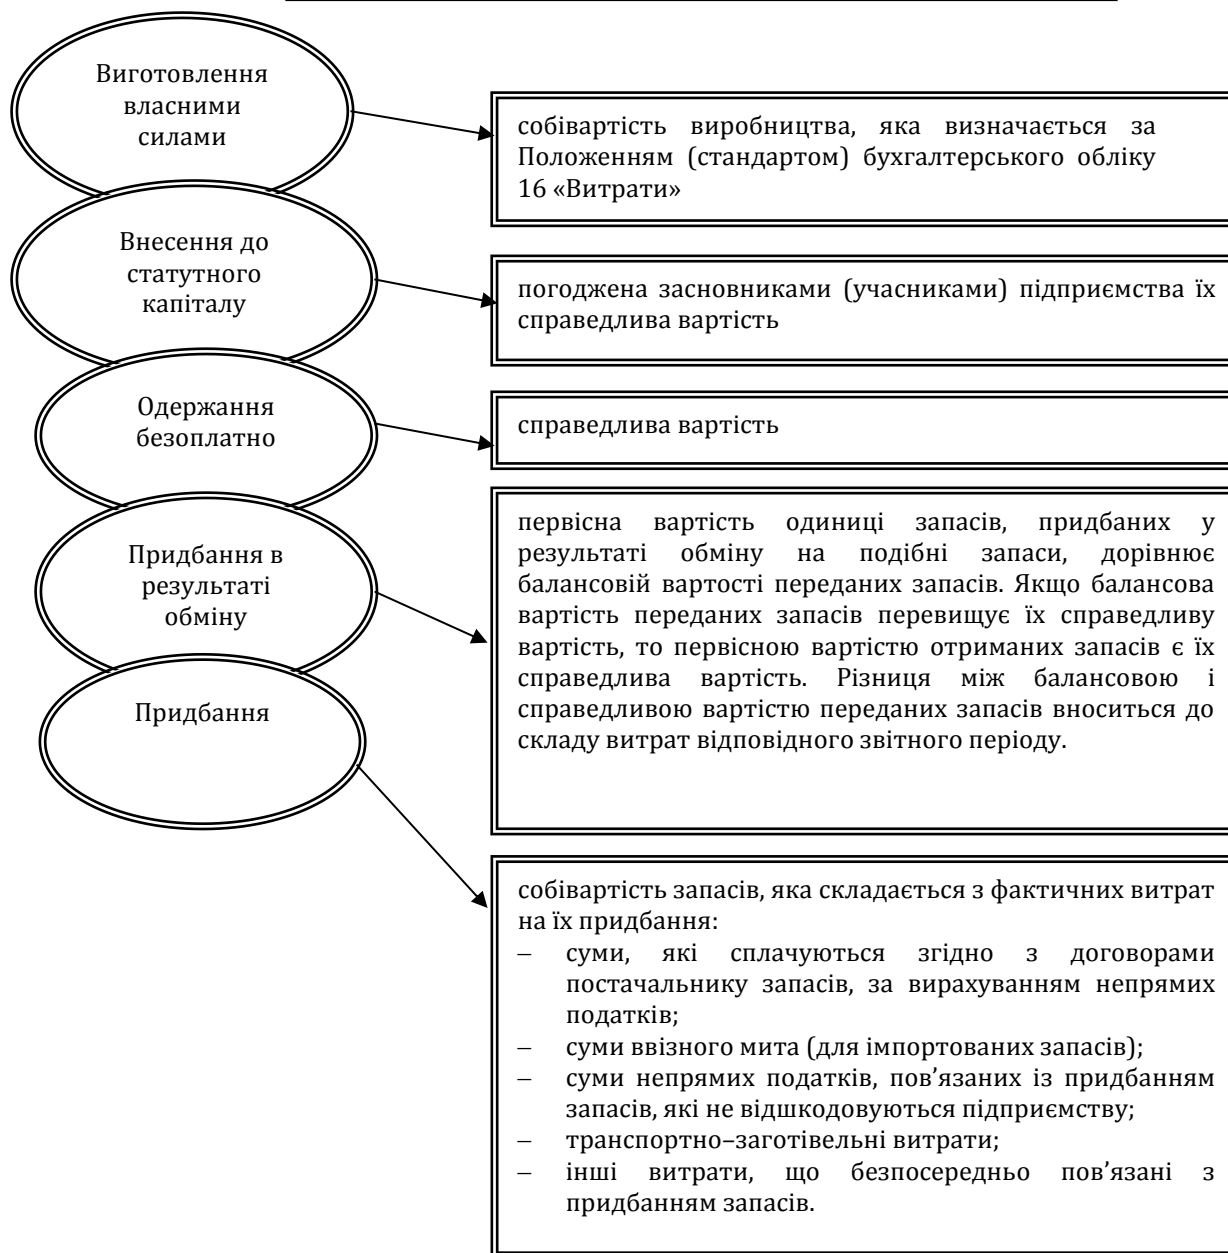 Виготовлення
власними
силами
собівартість виробництва, яка визначається за
Положенням (стандартом) бухгалтерського обліку
16 «Витрати»
Внесення до
статутного
капіталу
погоджена засновниками (учасниками) підприємства їх
справедлива вартість
Одержання
безоплатно
справедлива вартість
Придбання в
результаті
обміну
первісна вартість одиниці запасів, придбаних у
результаті обміну на подібні запаси, дорівнює
балансовій вартості переданих запасів. Якщо балансова
вартість переданих запасів перевищує їх справедливу
вартість, то первісною вартістю отриманих запасів є їх
справедлива вартість. Різниця між балансовою і
справедливою вартістю переданих запасів вноситься до
складу витрат відповідного звітного періоду.
Придбання
собівартість запасів, яка складається з фактичних витрат
на їх придбання:
– суми, які сплачуються згідно з договорами
постачальнику запасів, за вирахуванням непрямих
податків;
– суми ввізного мита (для імпортованих запасів);
– суми непрямих податків, пов’язаних із придбанням
запасів, які не відшкодовуються підприємству;
– транспортно–заготівельні витрати;
– інші витрати, що безпосередньо пов’язані з
придбанням запасів.